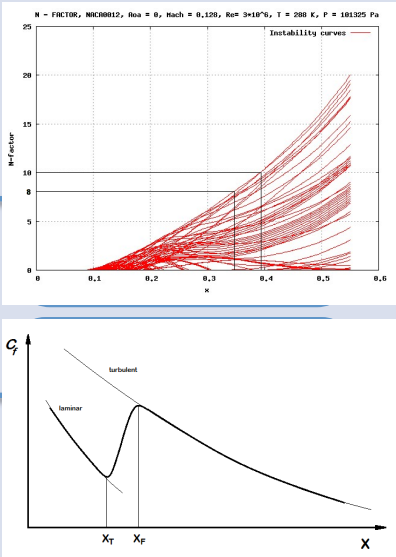 N - FACTOR, NACA0012, Aoa = 0, Mach = 0,128, Re= 3*10^6, T = 288 K, P = 101325 Pa
25
Instability curves
20
15
N-factor
10
8
5
0
0 0,1 0,2 0,3 0,4 0,5 0,6
x
Cf
turbulent
laminar
XT XF
X